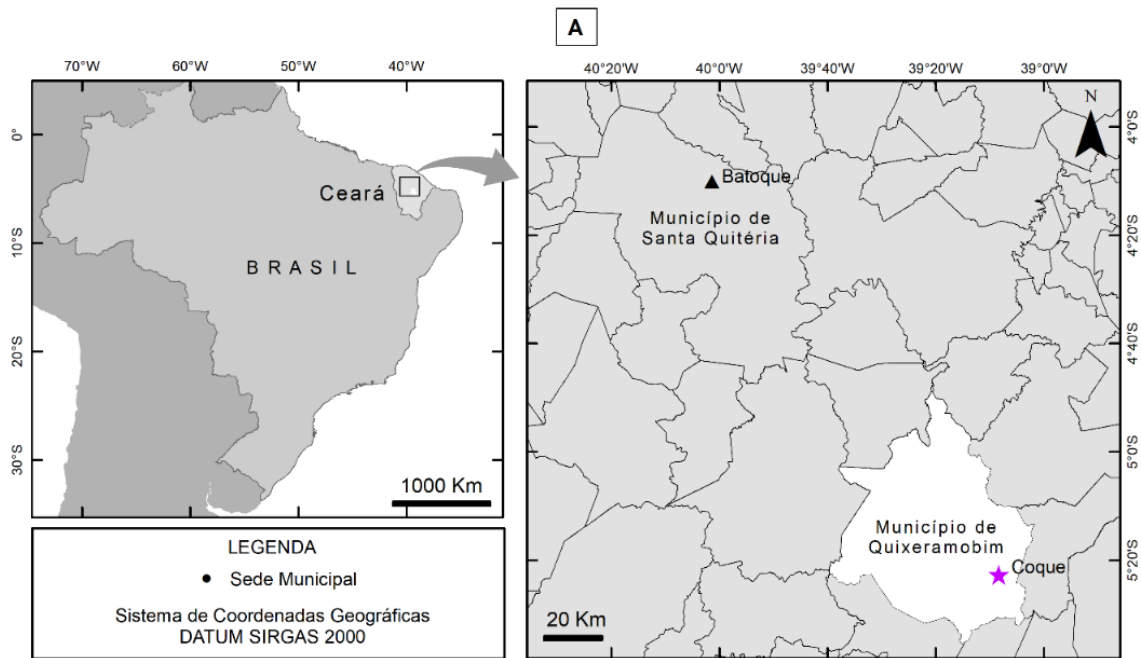 A
70°W
60°W
50°W
40°W
0°
10°S
20°S
30°S
Ceará
BRASIL
1000 Km
LEGENDA
Sede Municipal
Sistema de Coordenadas Geográficas
DATUM SIRGAS 2000
40°20'W
40°0'W
39°40'W
39°20'W
39°0'W
N
4°0'S
4°20'S
4°40'S
5°0'S
5°20'S
Batoque
Município de
Santa Quitéria
Município de
Quixeramobim
Coque
20 Km